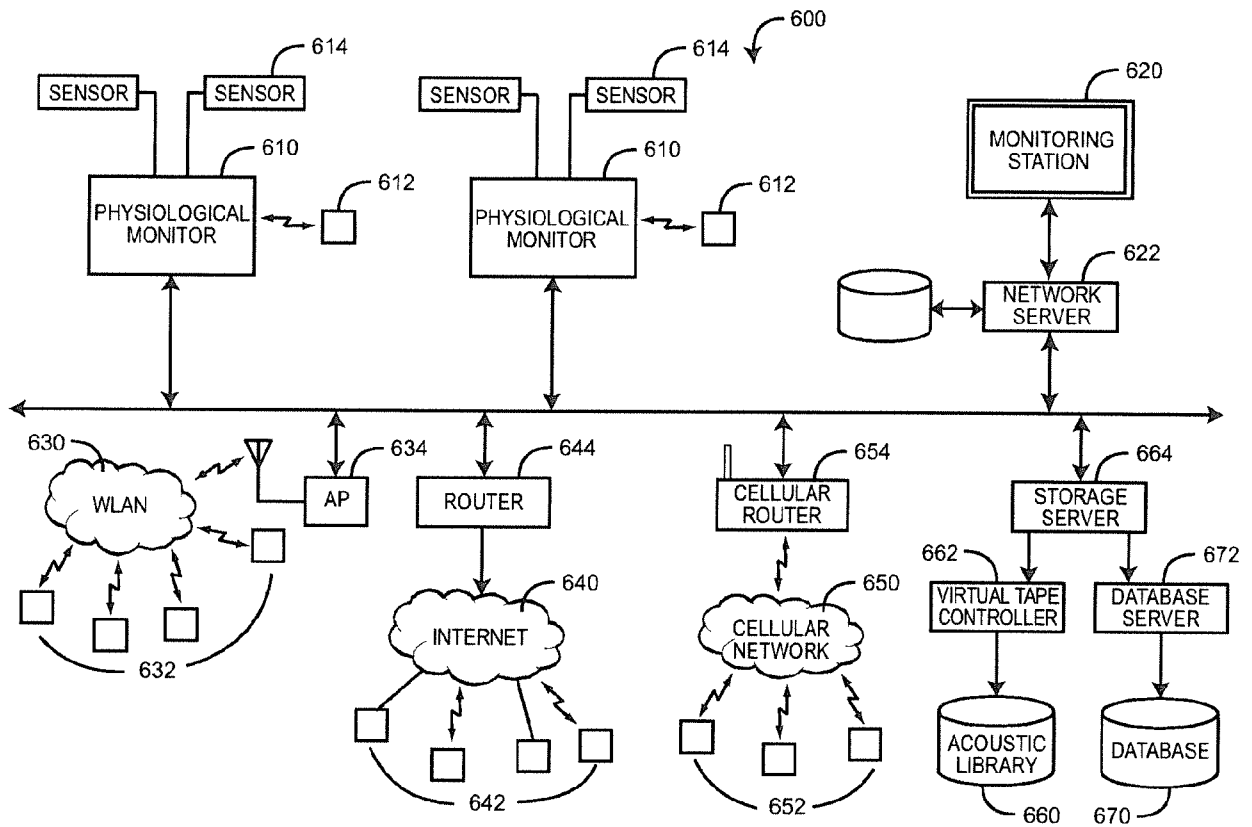 600
614
614
620
SENSOR
SENSOR
SENSOR
SENSOR
MONITORING
STATION
610
610
612
612
PHYSIOLOGICAL
MONITOR
PHYSIOLOGICAL
MONITOR
622
NETWORK
SERVER
630
634
644
654
664
WLAN
AP
ROUTER
CELLULAR
ROUTER
STORAGE
SERVER
662
672
640
650
VIRTUAL TAPE
CONTROLLER
DATABASE
SERVER
INTERNET
CELLULAR
NETWORK
632
ACOUSTIC
LIBRARY
DATABASE
642
652
660
670